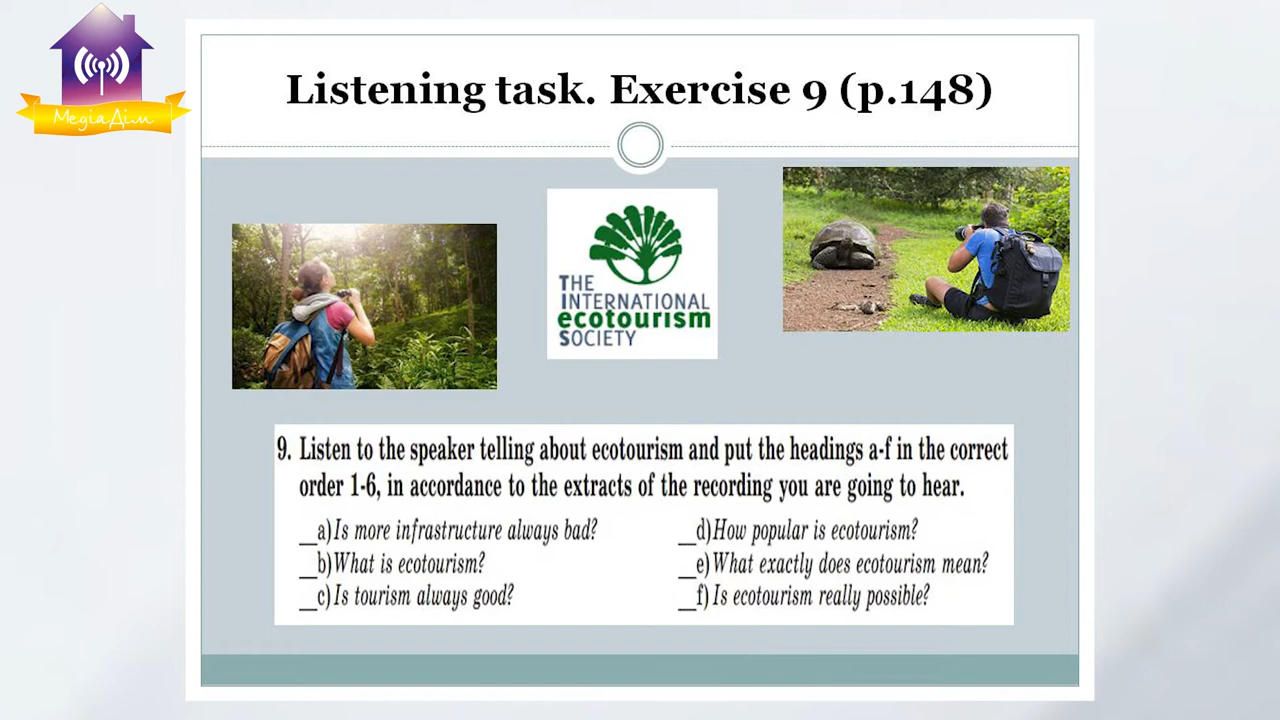 МедіаДім
Listening task. Exercise 9 (p.148)
THE
INTERNATIONAL
ecotourism
SOCIETY
9. Listen to the speaker telling about ecotourism and put the headings a-f in the correct
order 1-6, in accordance to the extracts of the recording you are going to hear.
__a) Is more infrastructure always bad?
__b) What is ecotourism?
__c) Is tourism always good?
__d) How popular is ecotourism?
__e) What exactly does ecotourism mean?
__f) Is ecotourism really possible?